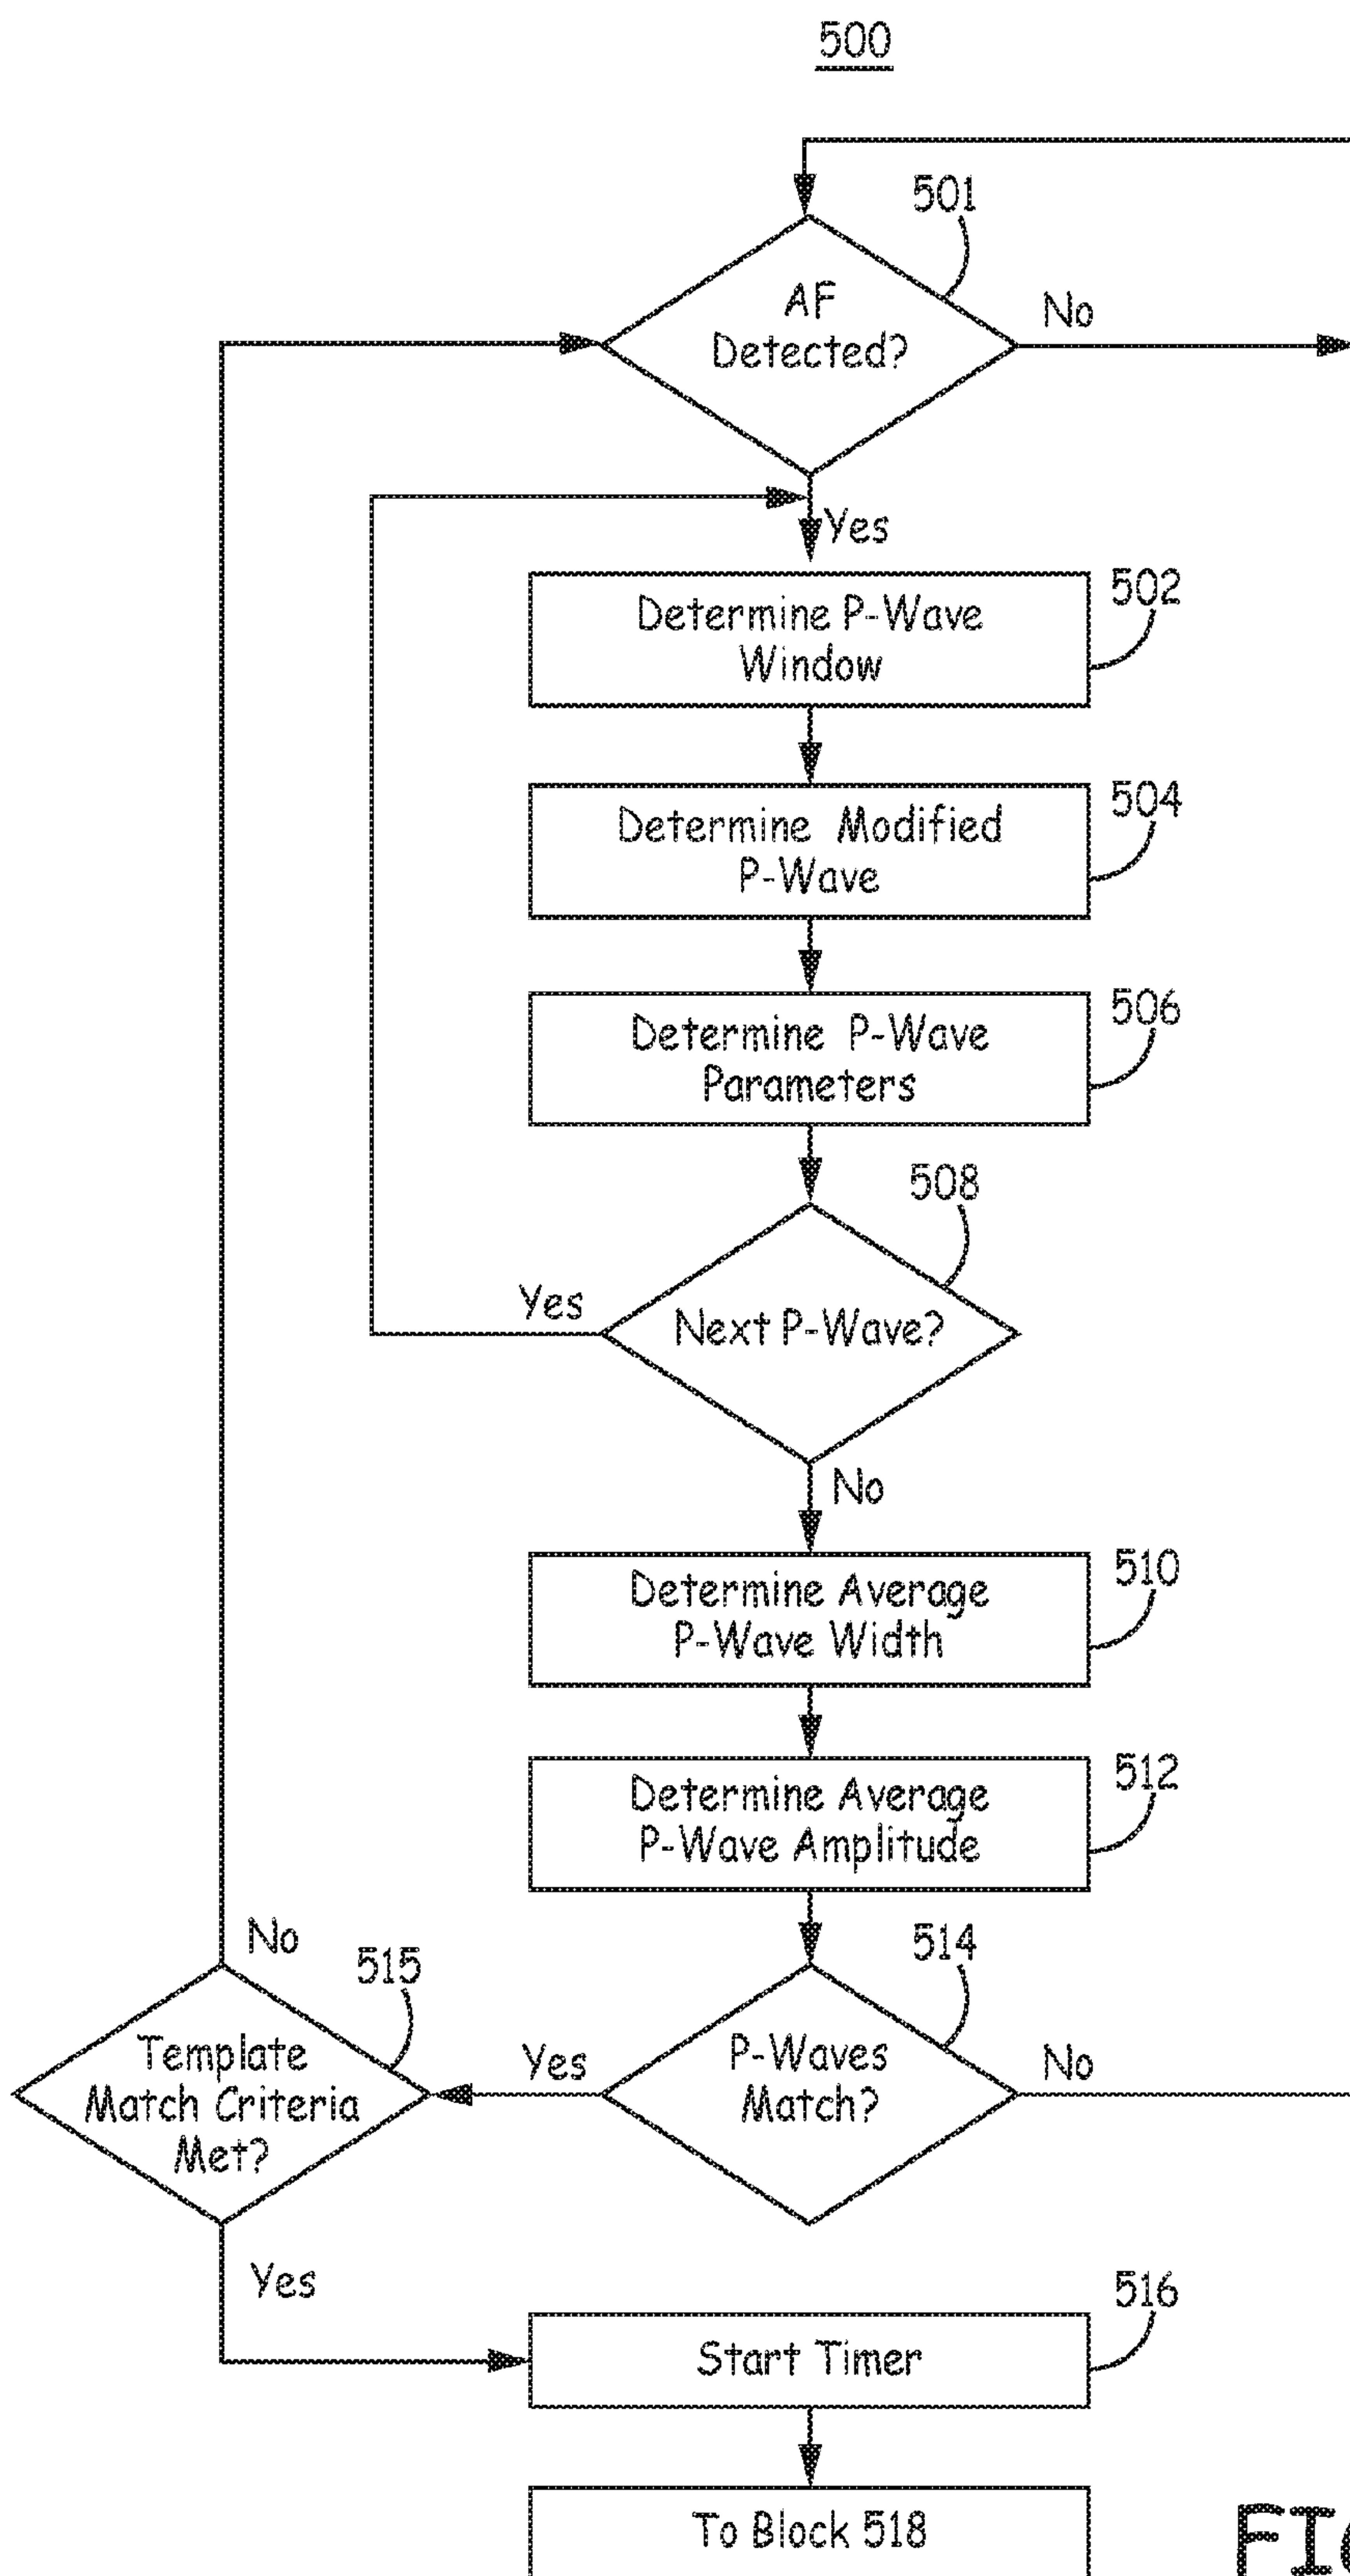 500
501
AF
Detected?
No
Yes
Determine P-Wave
Window
502
Determine Modified
P-Wave
504
Determine P-Wave
Parameters
506
508
Yes
Next P-Wave?
No
Determine Average
P-Wave Width
510
Determine Average
P-Wave Amplitude
512
No
515
514
Template
Match Criteria
Met?
Yes
P-Waves
Match?
No
Yes
516
Start Timer
To Block 518